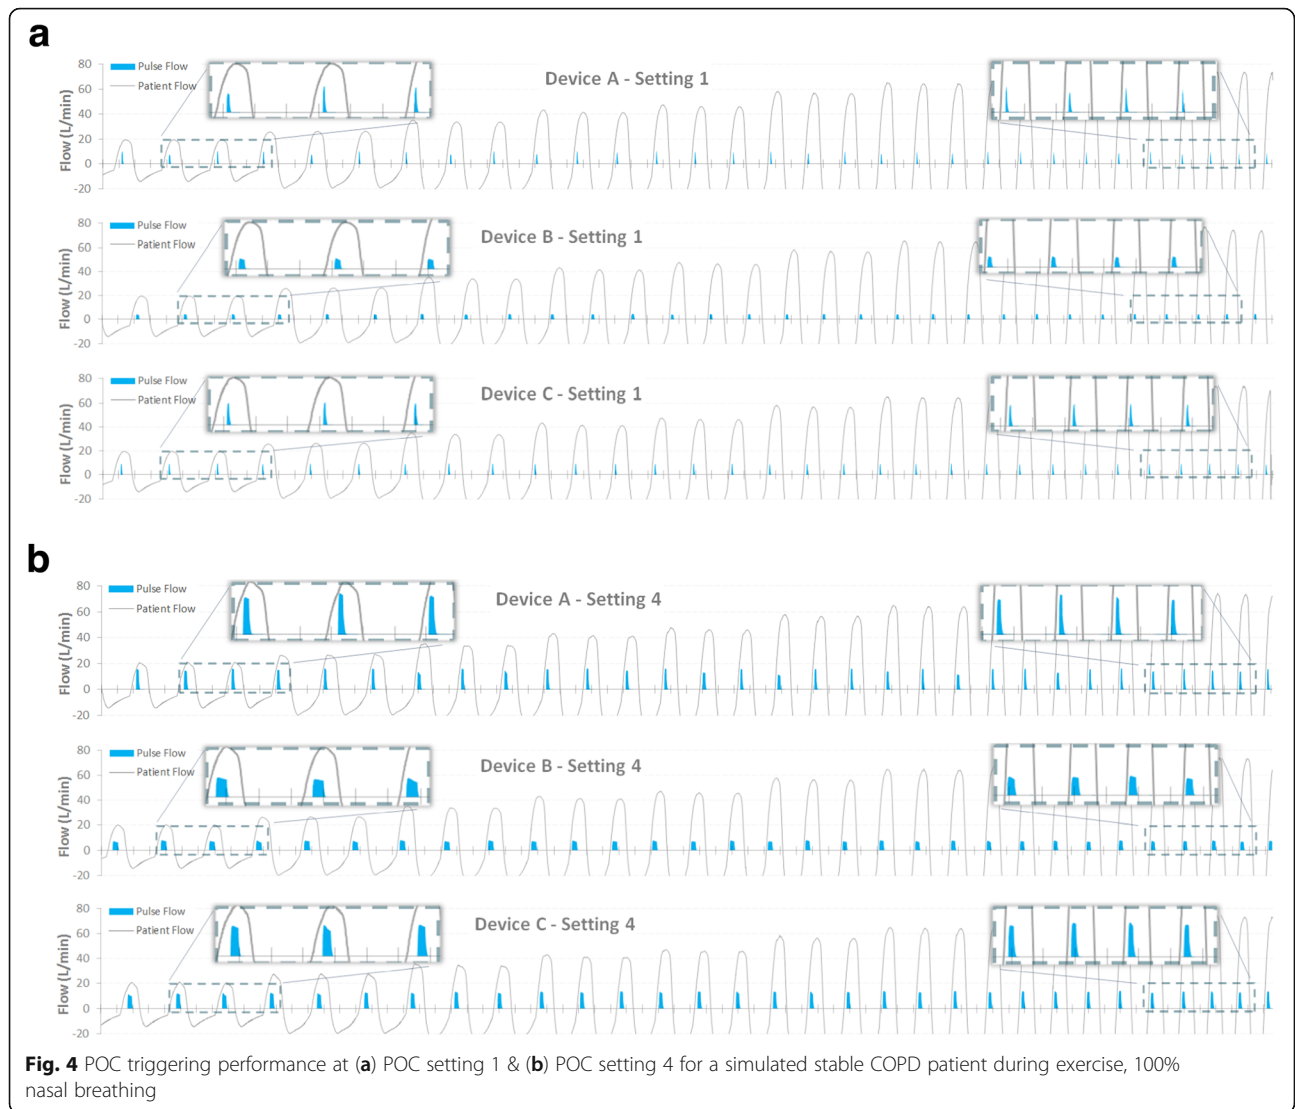 a
80
60
40
20
0
-20
Flow (L/min)
Pulse Flow
Patient Flow
Device A - Setting 1
80
60
40
20
0
-20
Flow (L/min)
Pulse Flow
Patient Flow
Device B - Setting 1
80
60
40
20
0
-20
Flow (L/min)
Pulse Flow
Patient Flow
Device C - Setting 1
b
80
60
40
20
0
-20
Flow (L/min)
Pulse Flow
Patient Flow
Device A - Setting 4
80
60
40
20
0
-20
Flow (L/min)
Pulse Flow
Patient Flow
Device B - Setting 4
80
60
40
20
0
-20
Flow (L/min)
Pulse Flow
Patient Flow
Device C - Setting 4
Fig. 4 POC triggering performance at (a) POC setting 1 & (b) POC setting 4 for a simulated stable COPD patient during exercise, 100%
nasal breathing